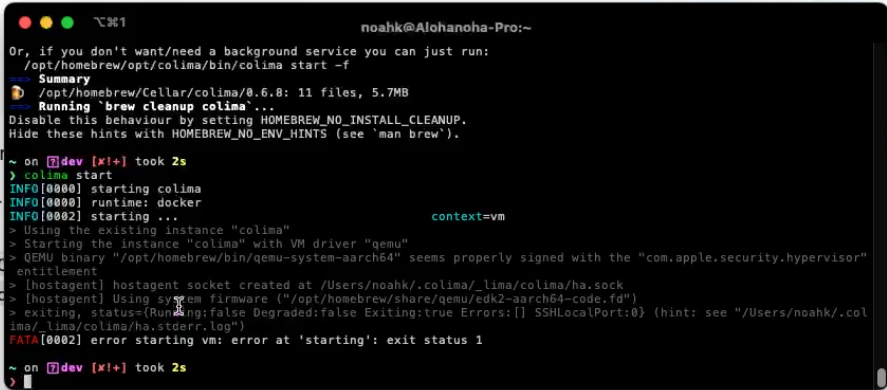 ⌥⌘1
noahk@Alohanoha-Pro:~
Or, if you don't want/need a background service you can just run:
/opt/homebrew/opt/colima/bin/colima start -f
==> Summary
🍺 /opt/homebrew/Cellar/colima/0.6.8: 11 files, 5.7MB
==> Running `brew cleanup colima`...
Disable this behaviour by setting HOMEBREW_NO_INSTALL_CLEANUP.
Hide these hints with HOMEBREW_NO_ENV_HINTS (see `man brew`).
~ on dev [✘!+] took 2s
❯ colima start
INFO[0000] starting colima
INFO[0000] runtime: docker
INFO[0002] starting ... context=vm
> Using the existing instance "colima"
> Starting the instance "colima" with VM driver "qemu"
> QEMU binary "/opt/homebrew/bin/qemu-system-aarch64" seems properly signed with the "com.apple.security.hypervisor"
entitlement
> [hostagent] hostagent socket created at /Users/noahk/.colima/_lima/colima/ha.sock
> [hostagent] Using system firmware ("/opt/homebrew/share/qemu/edk2-aarch64-code.fd")
> exiting, status={Running:false Degraded:false Exiting:true Errors:[] SSHLocalPort:0} (hint: see "/Users/noahk/.col
ima/_lima/colima/ha.stderr.log")
FATA[0002] error starting vm: error at 'starting': exit status 1
~ on dev [✘!+] took 2s
❯